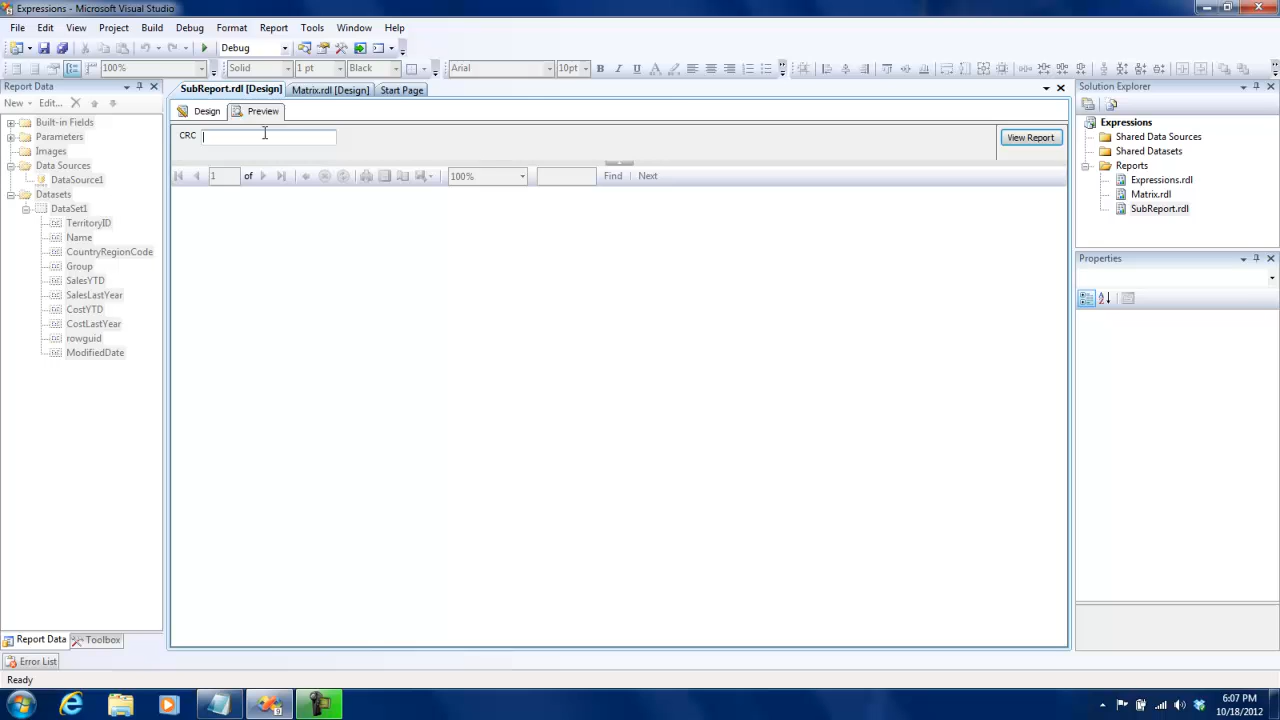 Expressions - Microsoft Visual Studio
File Edit View Project Build Debug Format Report Tools Window Help
Debug
100% Solid 1 pt Black Arial 10pt B I U
Report Data
New Edit...
Built-in Fields
Parameters
Images
Data Sources
DataSource1
Datasets
DataSet1
TerritoryID
Name
CountryRegionCode
Group
SalesYTD
SalesLastYear
CostYTD
CostLastYear
rowguid
ModifiedDate
Report Data Toolbox
Error List
Ready
SubReport.rdl [Design] Matrix.rdl [Design] Start Page
Design Preview
CRC
View Report
1 of 100% Find Next
Solution Explorer
Expressions
Shared Data Sources
Shared Datasets
Reports
Expressions.rdl
Matrix.rdl
SubReport.rdl
Properties
6:07 PM
10/18/2012